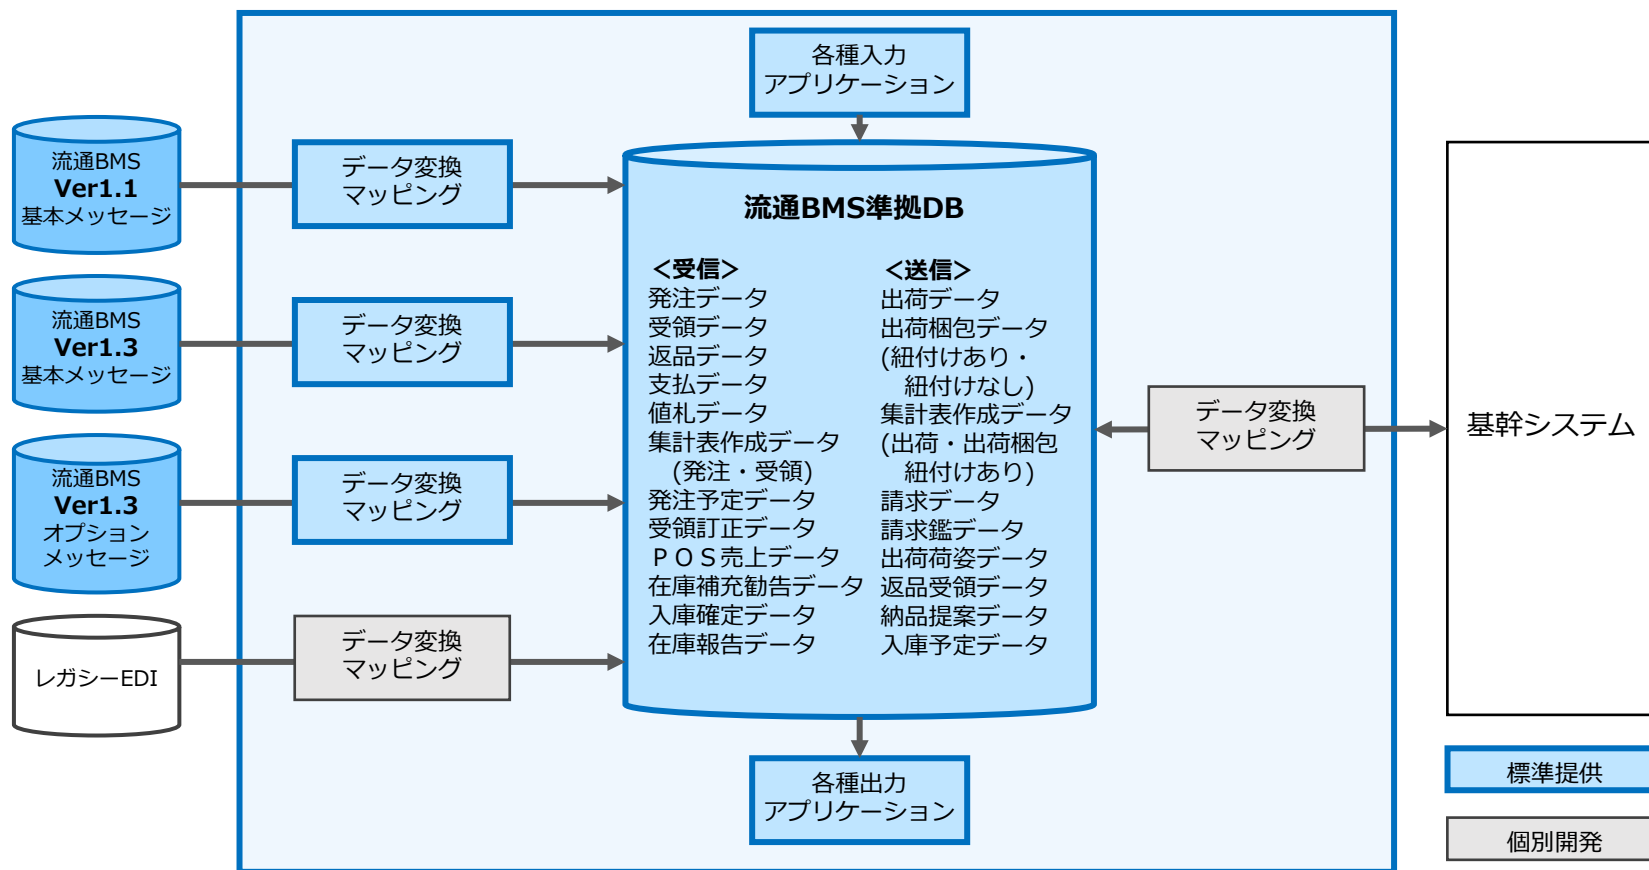 各種入力
アプリケーション
流通BMS
Ver1.1
基本メッセージ
データ変換
マッピング
流通BMS
Ver1.3
基本メッセージ
データ変換
マッピング
流通BMS
Ver1.3
オプション
メッセージ
データ変換
マッピング
レガシーEDI
データ変換
マッピング
流通BMS準拠DB
＜受信＞
発注データ
受領データ
返品データ
支払データ
値札データ
集計表作成データ
(発注・受領)
発注予定データ
受領訂正データ
ＰＯＳ売上データ
在庫補充勧告データ
入庫確定データ
在庫報告データ
＜送信＞
出荷データ
出荷梱包データ
(紐付けあり・
紐付けなし)
集計表作成データ
(出荷・出荷梱包
紐付けあり)
請求データ
請求鑑データ
出荷荷姿データ
返品受領データ
納品提案データ
入庫予定データ
データ変換
マッピング
基幹システム
各種出力
アプリケーション
標準提供
個別開発